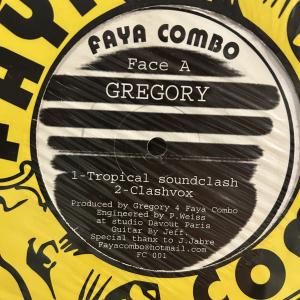 FAYA COMBO
Face A
GREGORY
1-Tropical soundclash
2-Clashvox
Produced by Gregory 4 Faya Combo
Engineered by P.Weiss
at studio Davout Paris
Guitar By Jeff.
Special thanx to J.Jabre
Fayacombo@hotmail.com
FC 001
CO